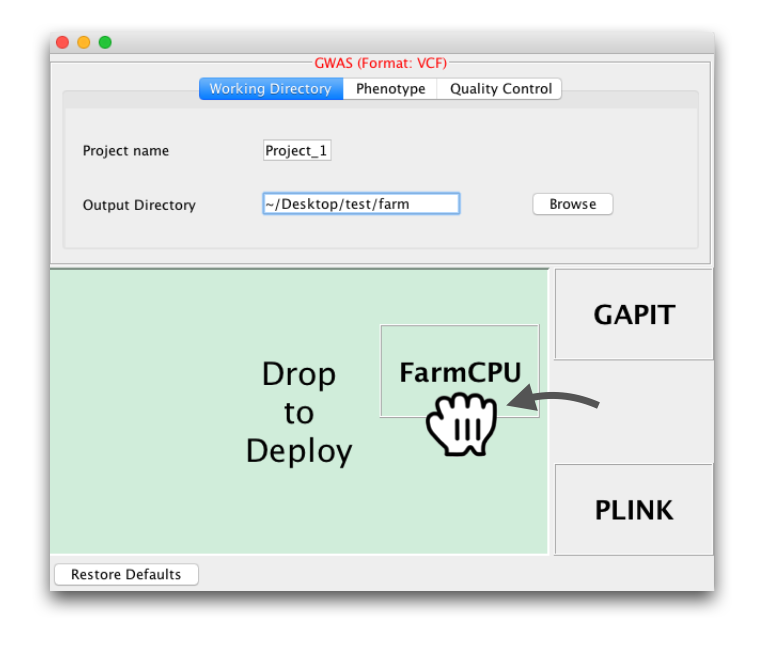 GWAS (Format: VCF)
Working Directory Phenotype Quality Control
Project name Project_1
Output Directory ~/Desktop/test/farm Browse
GAPIT
FarmCPU
Drop
to
Deploy
PLINK
Restore Defaults